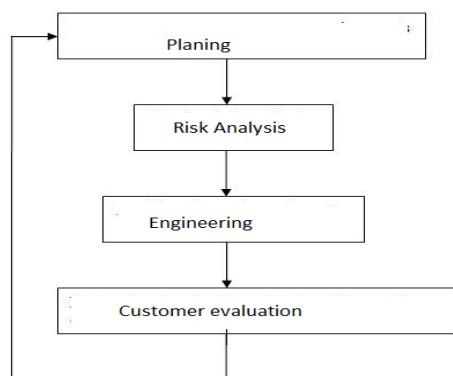 Planing
Risk Analysis
Engineering
Customer evaluation